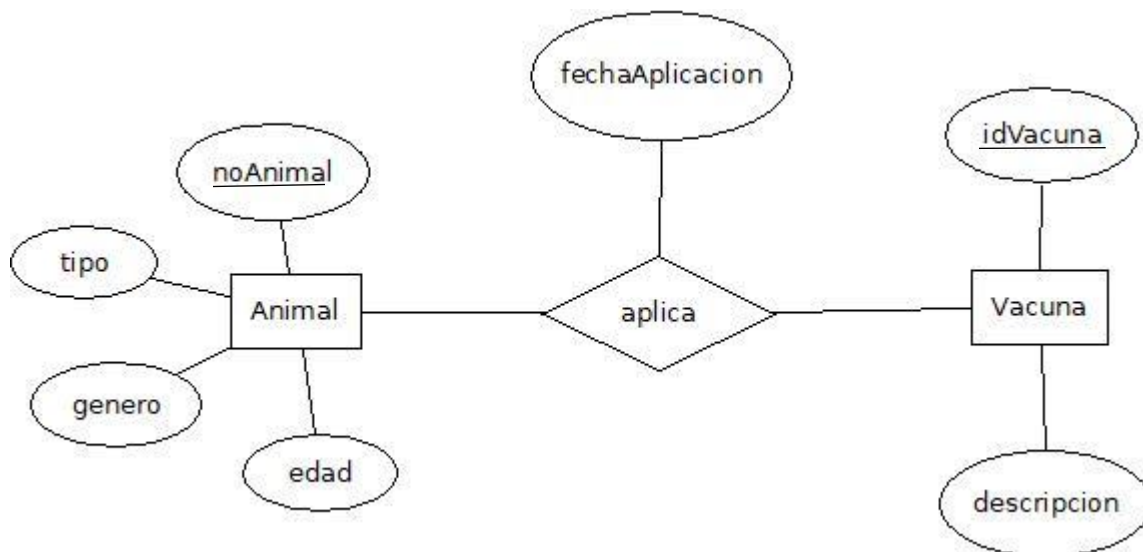 fechaAplicacion
idVacuna
noAnimal
tipo
Animal
aplica
Vacuna
genero
edad
descripcion